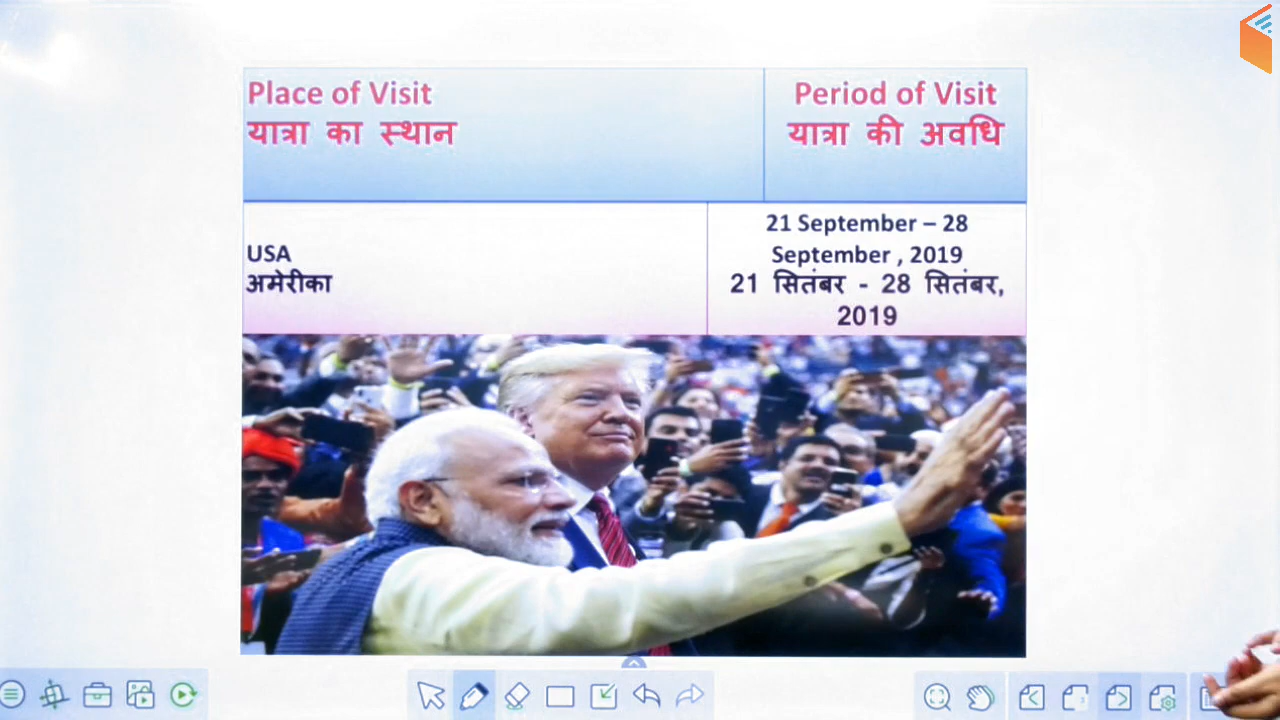 Place of Visit
यात्रा का स्थान
Period of Visit
यात्रा की अवधि
USA
अमेरीका
21 September – 28
September , 2019
21 सितंबर - 28 सितंबर,
2019